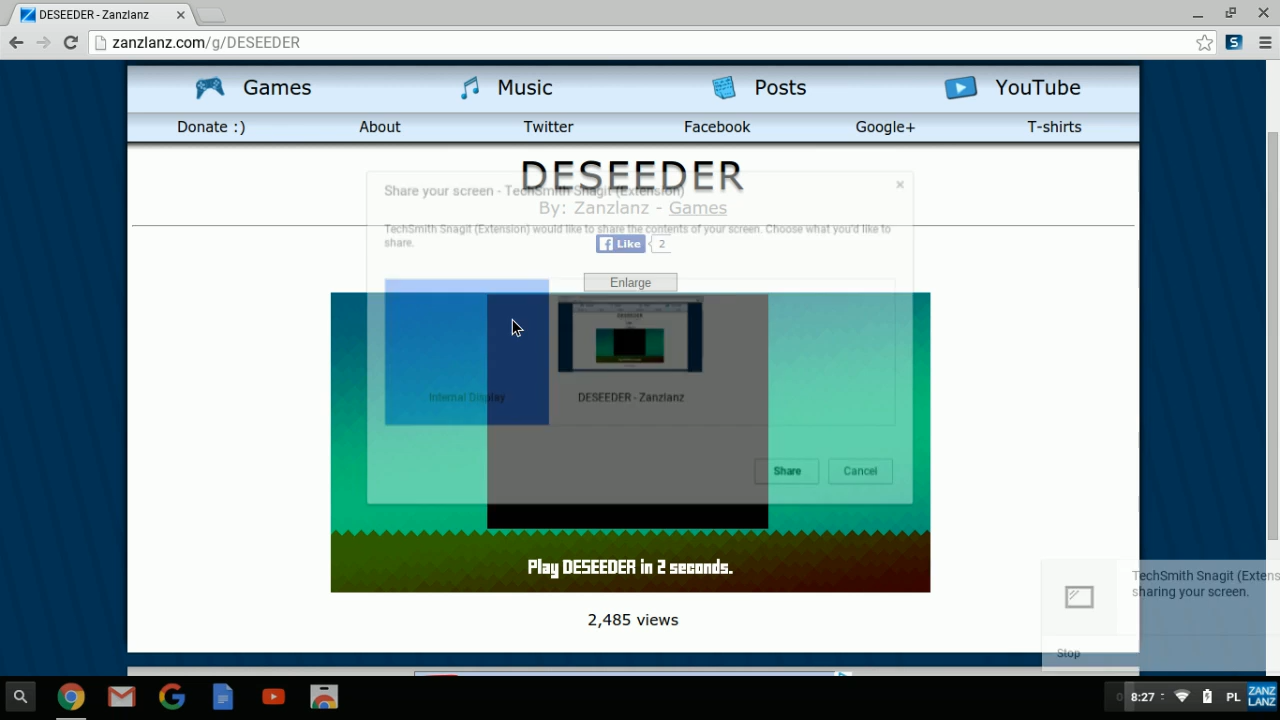 DESEEDER - Zanzlanz
zanzlanz.com/g/DESEEDER
Games Music Posts YouTube
Donate :) About Twitter Facebook Google+ T-shirts
DESEEDER
Share your screen - TechSmith Snagit (Extension)
By: Zanzlanz - Games
TechSmith Snagit (Extension) would like to share the contents of your screen. Choose what you'd like to
share.
Like 2
Enlarge
Internal Display DESEEDER - Zanzlanz
Share Cancel
Play DESEEDER in 2 seconds.
TechSmith Snagit (Extens
sharing your screen.
2,485 views
Stop
8:27 PL ZANZ
LANZ